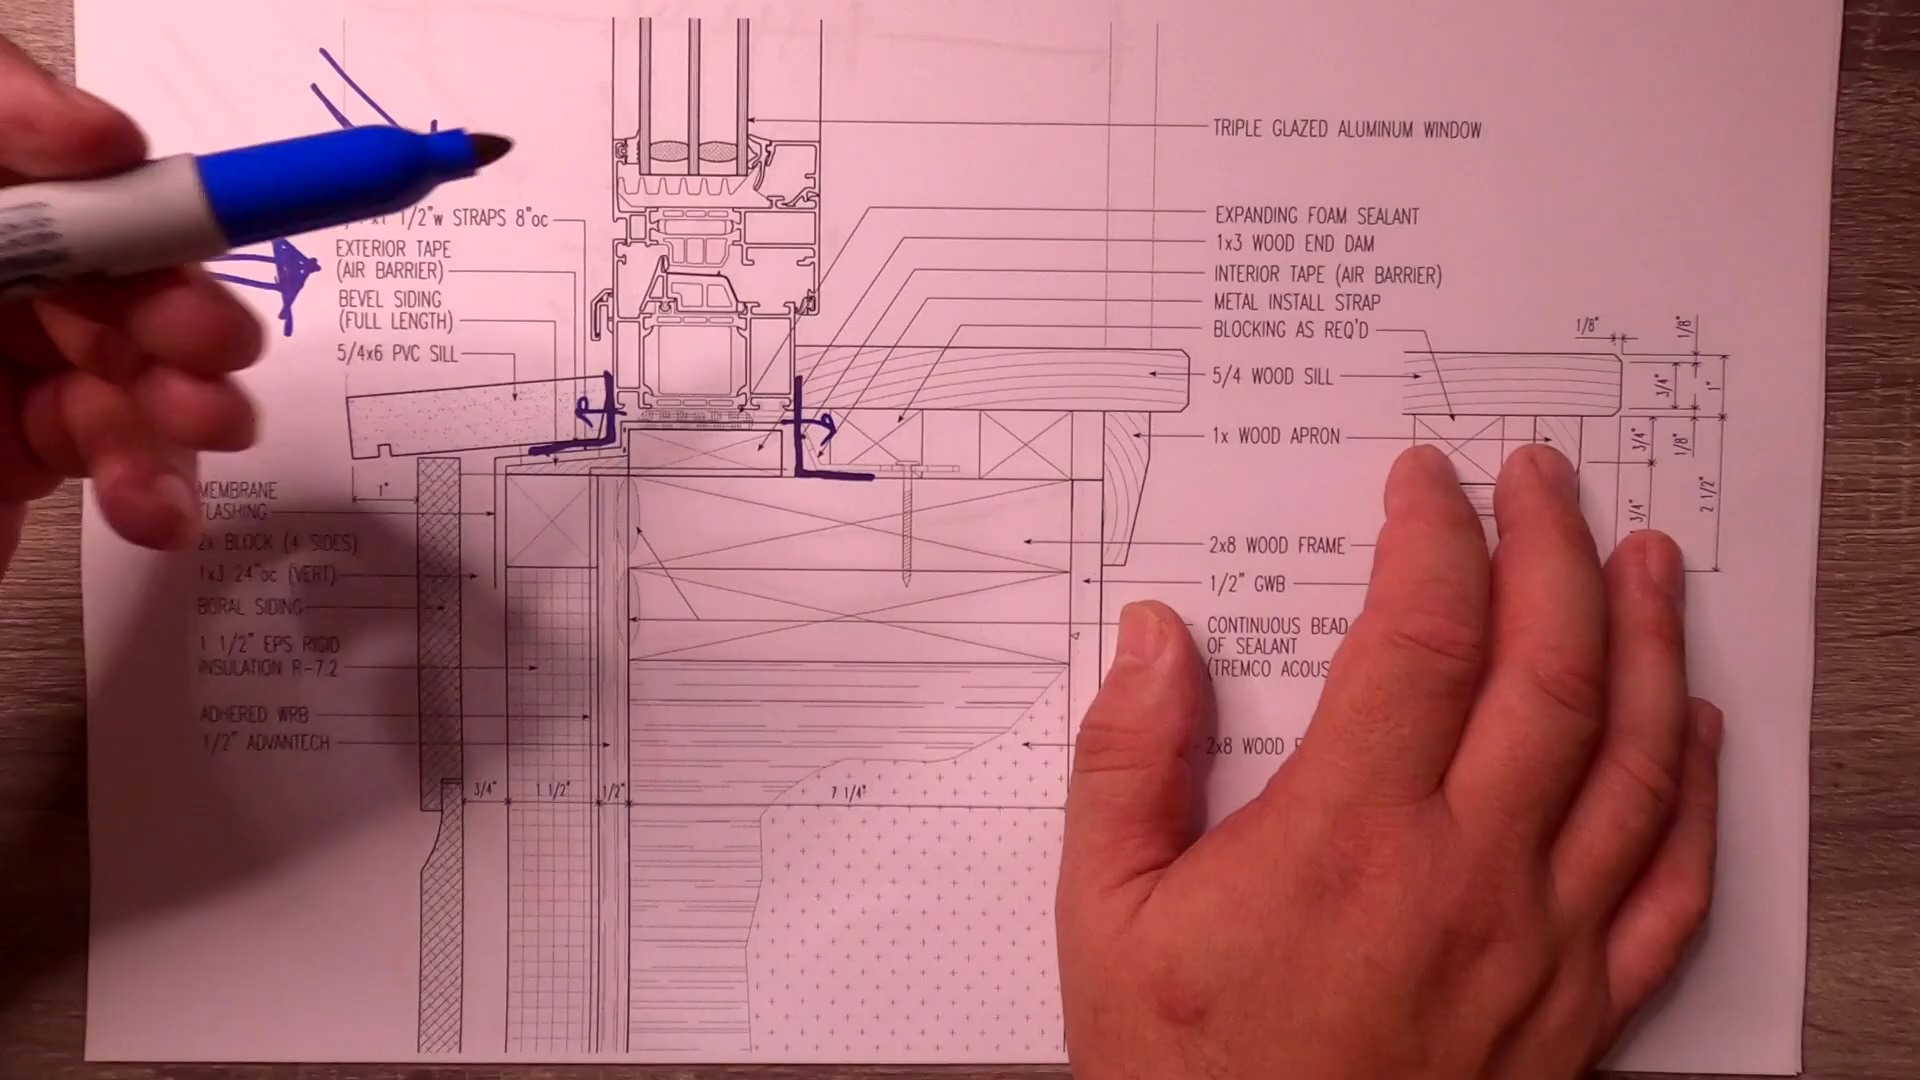 TRIPLE GLAZED ALUMINUM WINDOW
1/2"w STRAPS 8"oc
EXTERIOR TAPE
(AIR BARRIER)
BEVEL SIDING
(FULL LENGTH)
5/4x6 PVC SILL
EXPANDING FOAM SEALANT
1x3 WOOD END DAM
INTERIOR TAPE (AIR BARRIER)
METAL INSTALL STRAP
BLOCKING AS REQ'D
5/4 WOOD SILL
1x WOOD APRON
1/8"
1/8"
3/4"
1"
3/4"
1/8"
2 1/2"
3/4"
1"
MEMBRANE
FLASHING
2x BLOCK (4 SIDES)
1x3 24"oc (VERT)
BORAL SIDING
1 1/2" EPS RIGID
INSULATION R-7.2
ADHERED WRB
1/2" ADVANTECH
2x8 WOOD FRAME
1/2" GWB
CONTINUOUS BEAD
OF SEALANT
(TREMCO ACOUS
2x8 WOOD
3/4"
1 1/2"
1/2"
7 1/4"